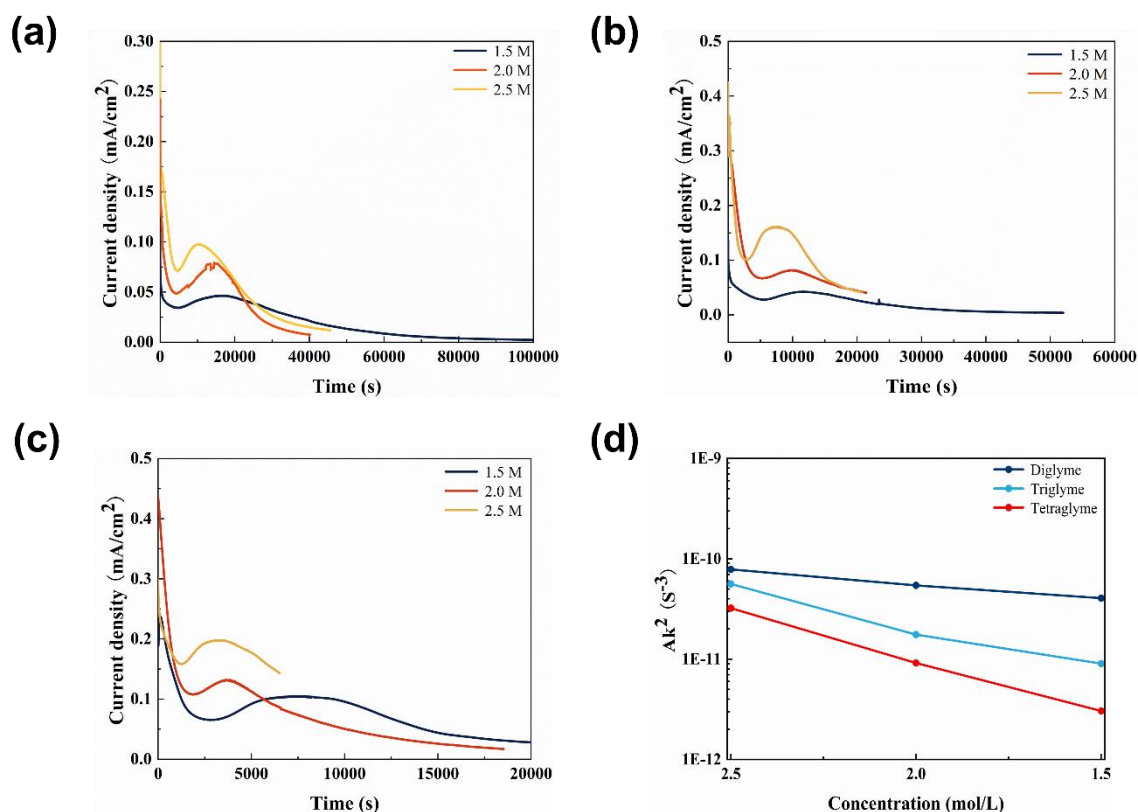 (a)
0.30
0.25
0.20
0.15
0.10
0.05
0.00
Current density (mA/cm²)
1.5 M
2.0 M
2.5 M
0 20000 40000 60000 80000 100000
Time (s)
(b)
0.5
0.4
0.3
0.2
0.1
0.0
Current density (mA/cm²)
1.5 M
2.0 M
2.5 M
0 10000 20000 30000 40000 50000 60000
Time (s)
(c)
0.5
0.4
0.3
0.2
0.1
0.0
Current density (mA/cm²)
1.5 M
2.0 M
2.5 M
0 5000 10000 15000 20000
Time (s)
(d)
1E-9
1E-10
1E-11
1E-12
Ak² (S⁻³)
Diglyme
Triglyme
Tetraglyme
2.5 2.0 1.5
Concentration (mol/L)